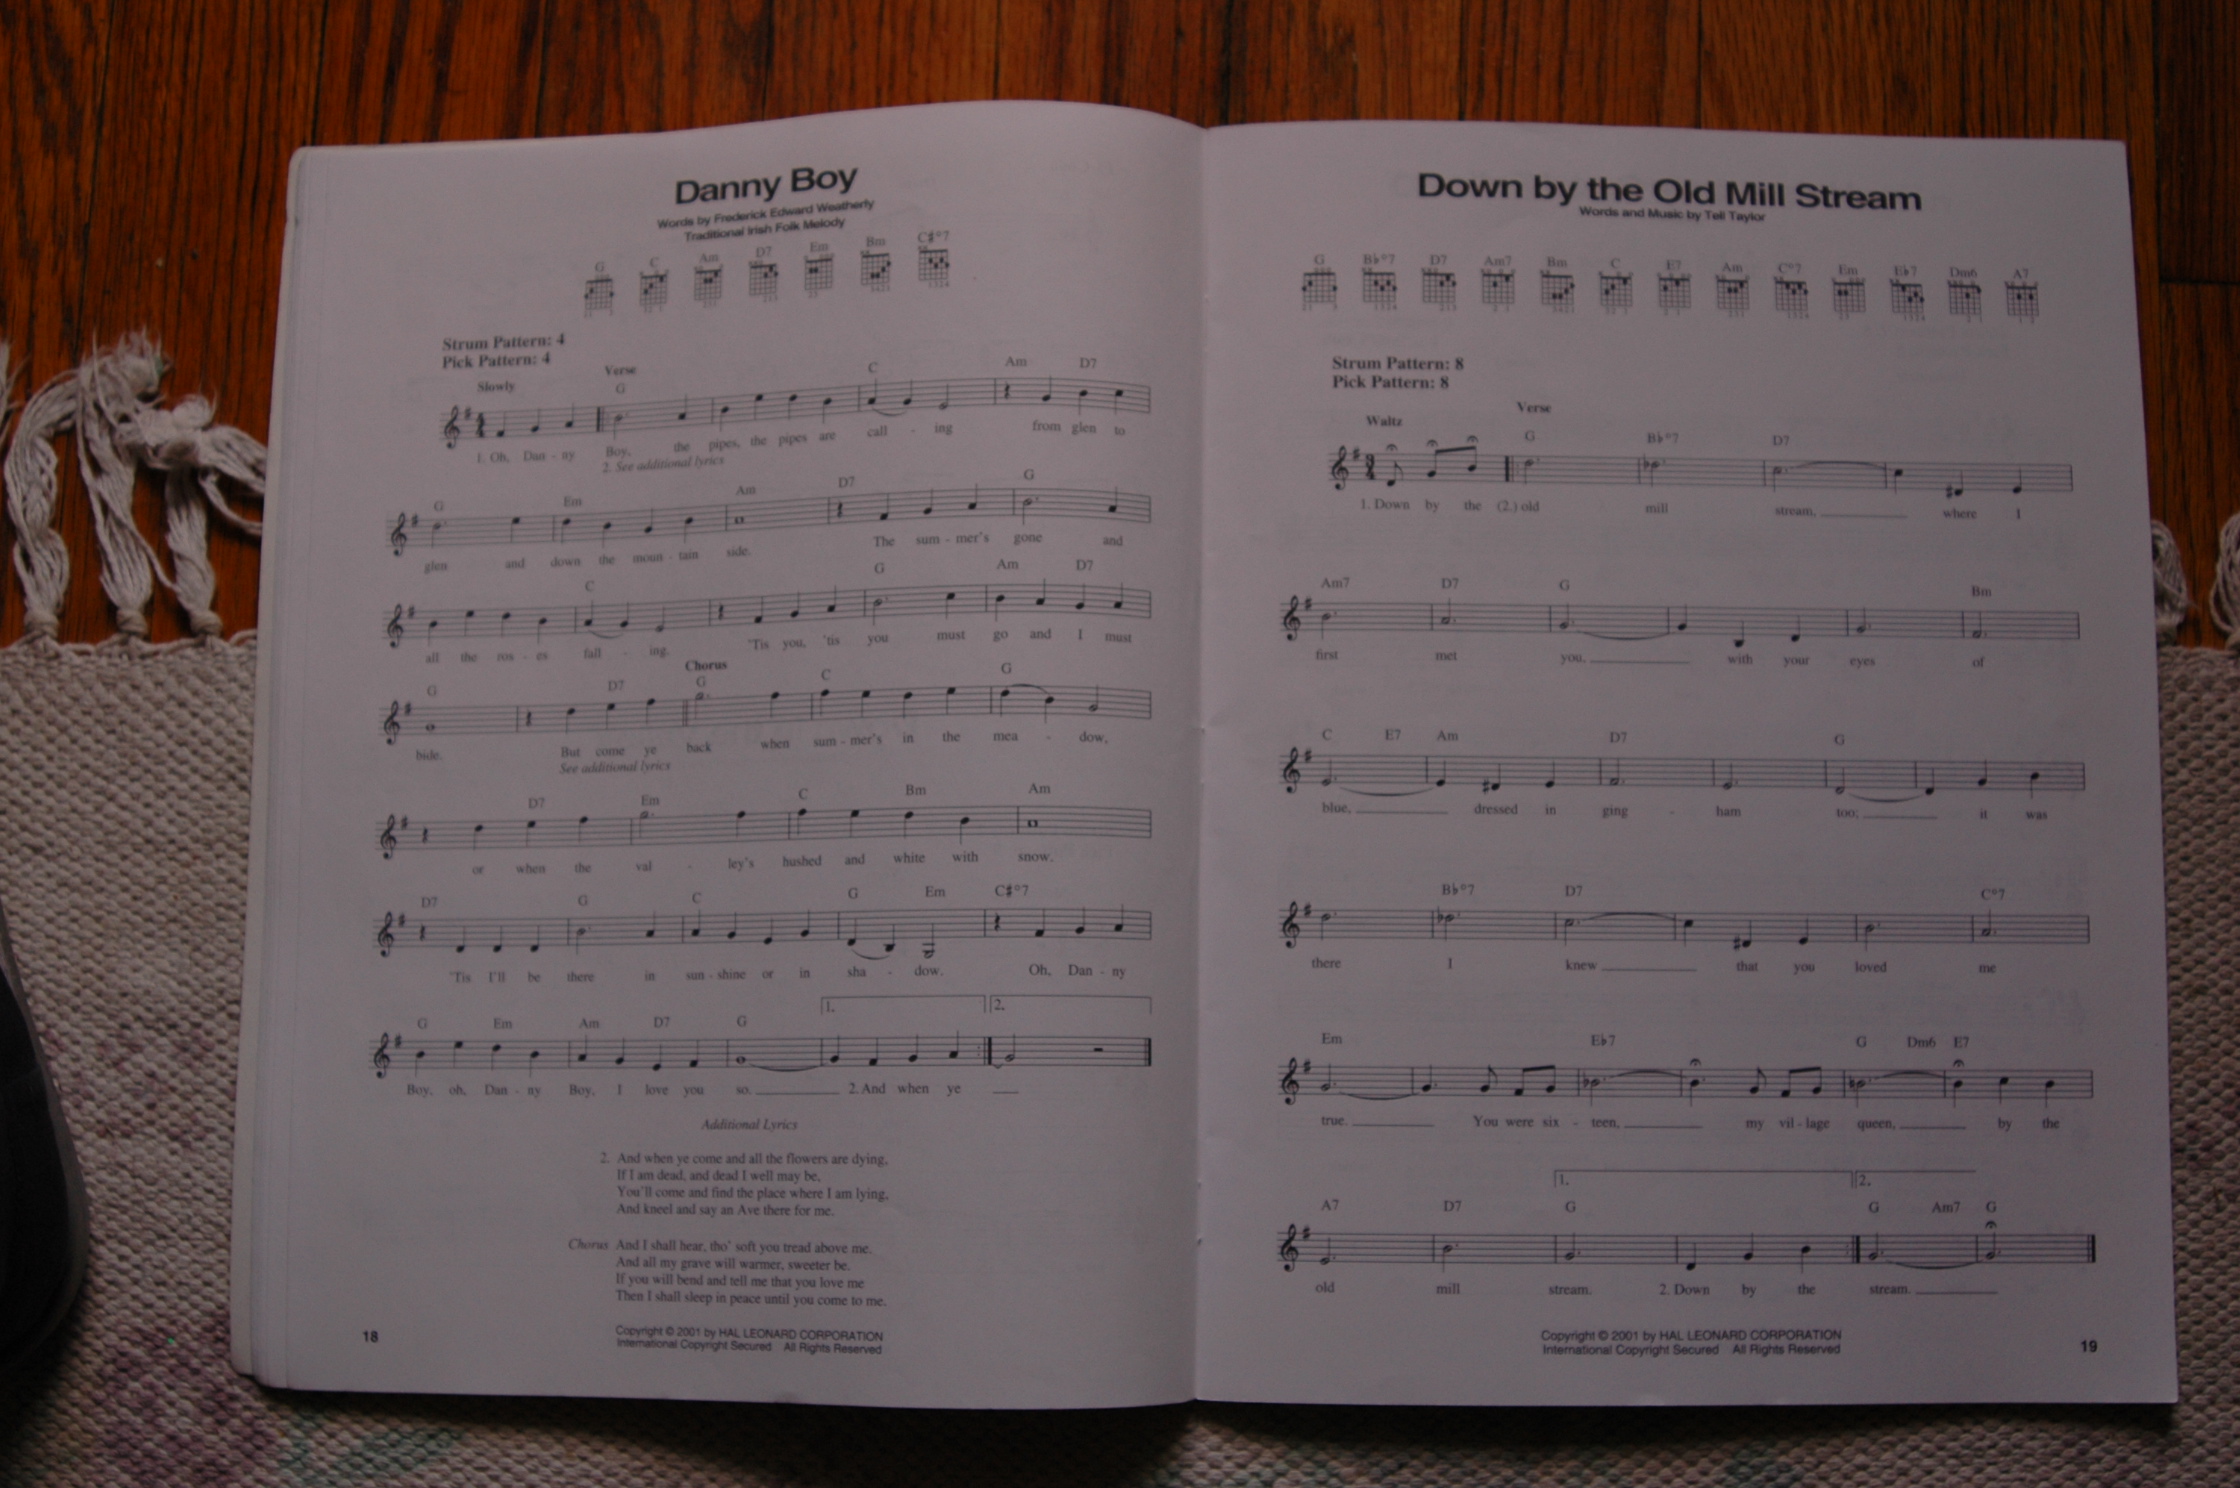 Danny Boy
Words by Frederick Edward Weatherly
Traditional Irish Folk Melody
G C Am D7 Em Bm C♯°7
Strum Pattern: 4
Pick Pattern: 4
Slowly
Verse
G C Am D7
1. Oh, Dan - ny Boy, the pipes, the pipes are call - ing from glen to
2. See additional lyrics
G Em Am D7 G
glen and down the moun - tain side. The sum - mer's gone and
C G Am D7
all the ros - es fall - ing. 'Tis you, 'tis you must go and I must
Chorus
G D7 G C G
bide. But come ye back when sum - mer's in the mea - dow,
See additional lyrics
D7 Em C Bm Am
or when the val - ley's hushed and white with snow.
D7 G C G Em C♯°7
'Tis I'll be there in sun - shine or in sha - dow. Oh, Dan - ny
1. 2.
G Em Am D7 G
Boy, oh, Dan - ny Boy, I love you so. 2. And when ye
Additional Lyrics
2. And when ye come and all the flowers are dying,
If I am dead, and dead I well may be,
You'll come and find the place where I am lying,
And kneel and say an Ave there for me.
Chorus And I shall hear, tho' soft you tread above me.
And all my grave will warmer, sweeter be.
If you will bend and tell me that you love me
Then I shall sleep in peace until you come to me.
18
Copyright © 2001 by HAL LEONARD CORPORATION
International Copyright Secured All Rights Reserved
Down by the Old Mill Stream
Words and Music by Tell Taylor
G B♭°7 D7 Am7 Bm C E7 Am C°7 Em E♭7 Dm6 A7
Strum Pattern: 8
Pick Pattern: 8
Waltz
Verse
G B♭°7 D7
1. Down by the (2.) old mill stream, where I
Am7 D7 G Bm
first met you, with your eyes of
C E7 Am D7 G
blue, dressed in ging - ham too; it was
B♭°7 D7 C°7
there I knew that you loved me
Em E♭7 G Dm6 E7
true. You were six - teen, my vil - lage queen, by the
1. 2.
A7 D7 G G Am7 G
old mill stream. 2. Down by the stream.
Copyright © 2001 by HAL LEONARD CORPORATION
International Copyright Secured All Rights Reserved
19